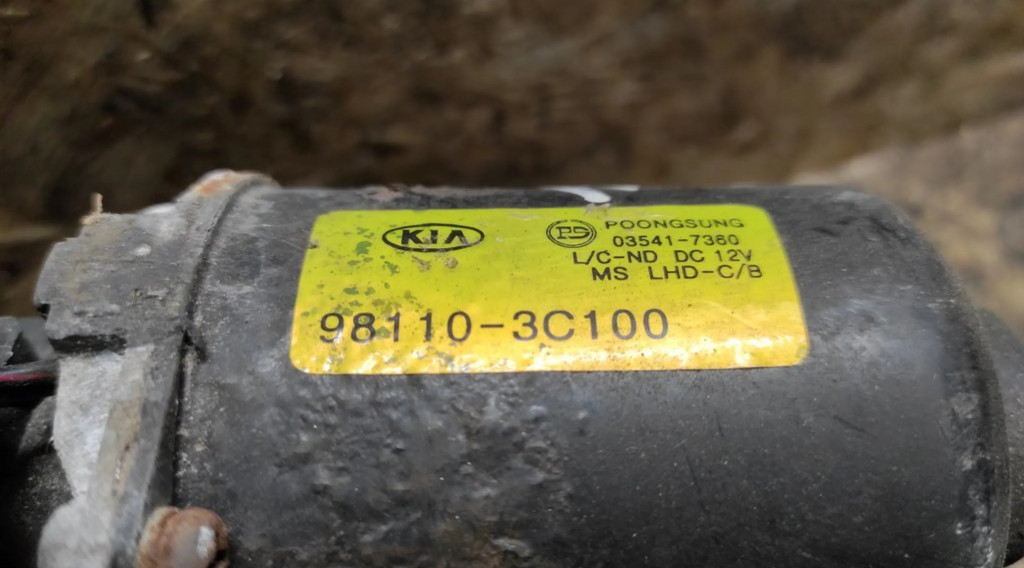 KIA
PS POONGSUNG
03541-7360
L/C-ND DC 12V
MS LHD-C/B
98110-3C100